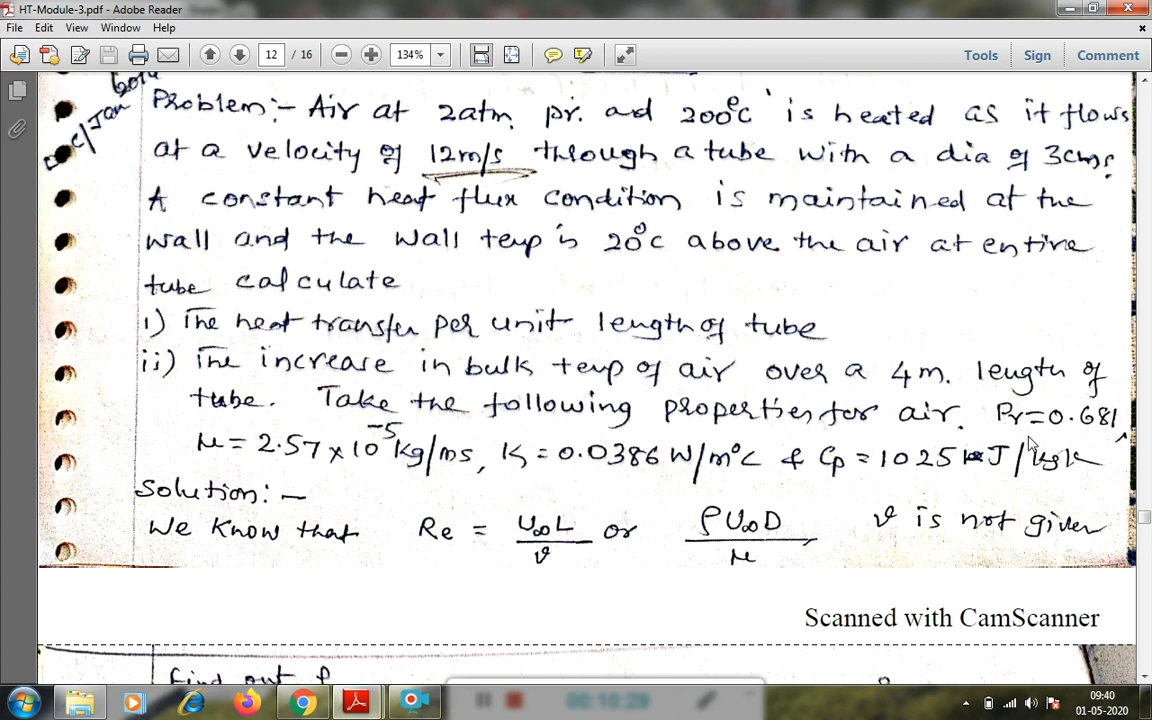 HT-Module-3.pdf - Adobe Reader
File Edit View Window Help
12 / 16 134% Tools Sign Comment
Problem:- Air at 2atm. pr. and 200°c is heated as it flows
at a velocity of 12m/s through a tube with a dia of 3cms.
A constant heat flux condition is maintained at the
wall and the wall temp is 20°c above the air at entire
tube calculate
i) The heat transfer per unit length of tube
ii) The increase in bulk temp of air over a 4m. length of
tube. Take the following properties for air. Pr=0.681,
μ = 2.57 × 10⁻⁵ kg/ms, K = 0.0386 W/m°c & Cp = 1025 J/kgk
Solution:-
We know that Re = U∞L/ν or ρU∞D/μ ν is not given
Scanned with CamScanner
find out ρ
00:10:29
09:40
01-05-2020